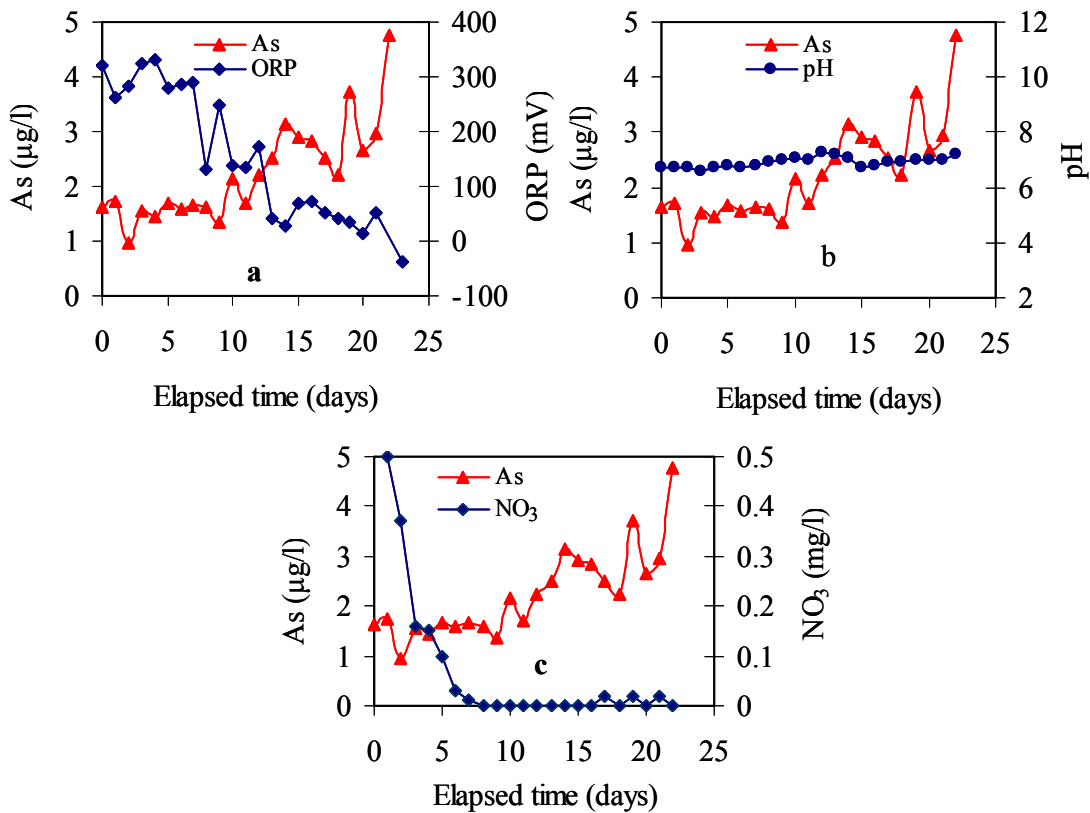 As (µg/l)
5
4
3
2
1
0
As
ORP
a
400
300
200
100
0
-100
ORP (mV)
0 5 10 15 20 25
Elapsed time (days)
As (µg/l)
5
4
3
2
1
0
As
pH
b
12
10
8
6
4
2
pH
0 5 10 15 20 25
Elapsed time (days)
As (µg/l)
5
4
3
2
1
0
As
NO₃
c
0.5
0.4
0.3
0.2
0.1
0
NO₃ (mg/l)
0 5 10 15 20 25
Elapsed time (days)